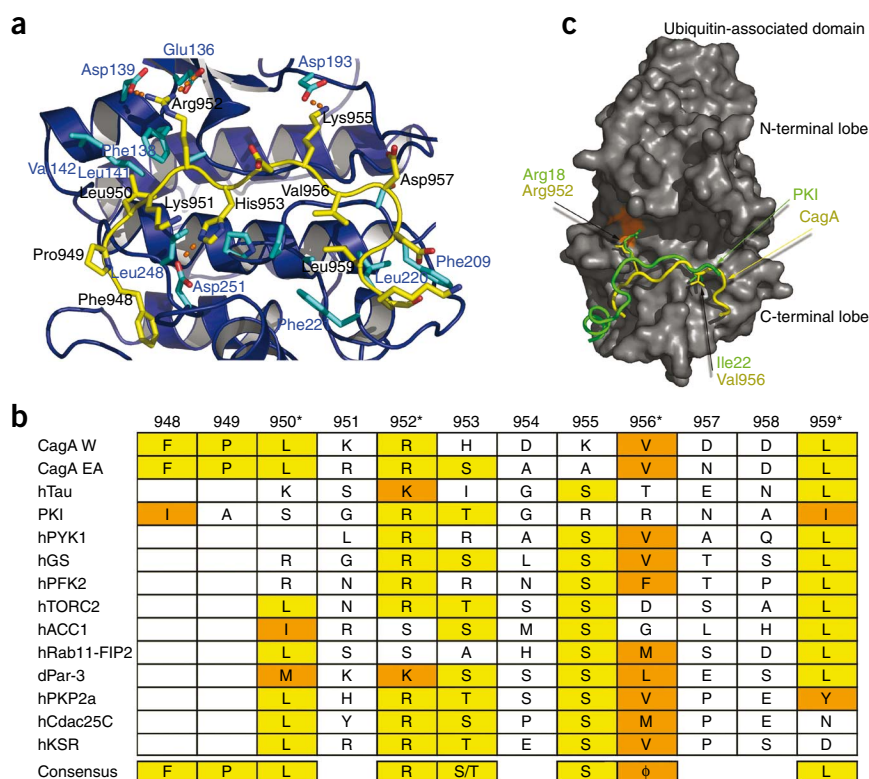 a
Glu136
Asp139
Asp193
Arg952
Lys955
Phe138
Val142
Leu141
Leu950
Lys951
His953
Val956
Asp957
Pro949
Leu248
Leu959
Leu220
Phe209
Asp251
Phe948
Phe22
c
Ubiquitin-associated domain
N-terminal lobe
Arg18
Arg952
PKI
CagA
C-terminal lobe
Ile22
Val956
b
948 949 950* 951 952* 953 954 955 956* 957 958 959*
CagA W F P L K R H D K V D D L
CagA EA F P L R R S A A V N D L
hTau K S K I G S T E N L
PKI I A S G R T G R R N A I
hPYK1 L R R A S V A Q L
hGS R G R S L S V T S L
hPFK2 R N R R N S F T P L
hTORC2 L N R T S S D S A L
hACC1 I R S S M S G L H L
hRab11-FIP2 L S S A H S M S D L
dPar-3 M K K S S S L E S L
hPKP2a L H R T S S V P E Y
hCdac25C L Y R S P S M P E N
hKSR L R R T E S V P S D
Consensus F P L R S/T S ϕ L